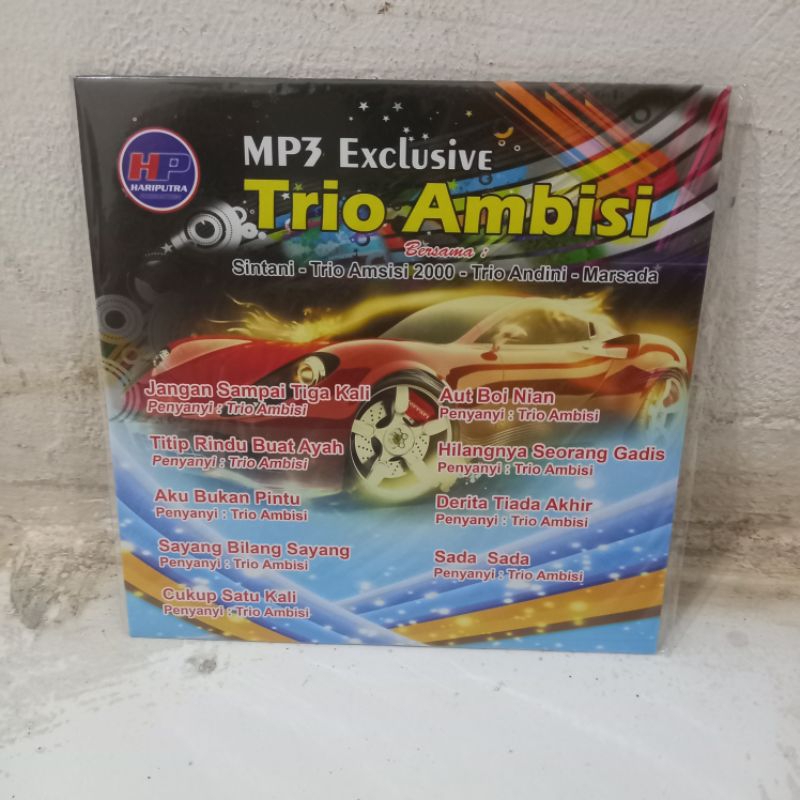 HP
HARIPUTRA
MP3 Exclusive
Trio Ambisi
Bersama :
Sintani - Trio Amsisi 2000 - Trio Andini - Marsada
Jangan Sampai Tiga Kali
Penyanyi : Trio Ambisi
Titip Rindu Buat Ayah
Penyanyi : Trio Ambisi
Aku Bukan Pintu
Penyanyi : Trio Ambisi
Sayang Bilang Sayang
Penyanyi : Trio Ambisi
Cukup Satu Kali
Penyanyi : Trio Ambisi
Aut Boi Nian
Penyanyi : Trio Ambisi
Hilangnya Seorang Gadis
Penyanyi : Trio Ambisi
Derita Tiada Akhir
Penyanyi : Trio Ambisi
Sada Sada
Penyanyi : Trio Ambisi